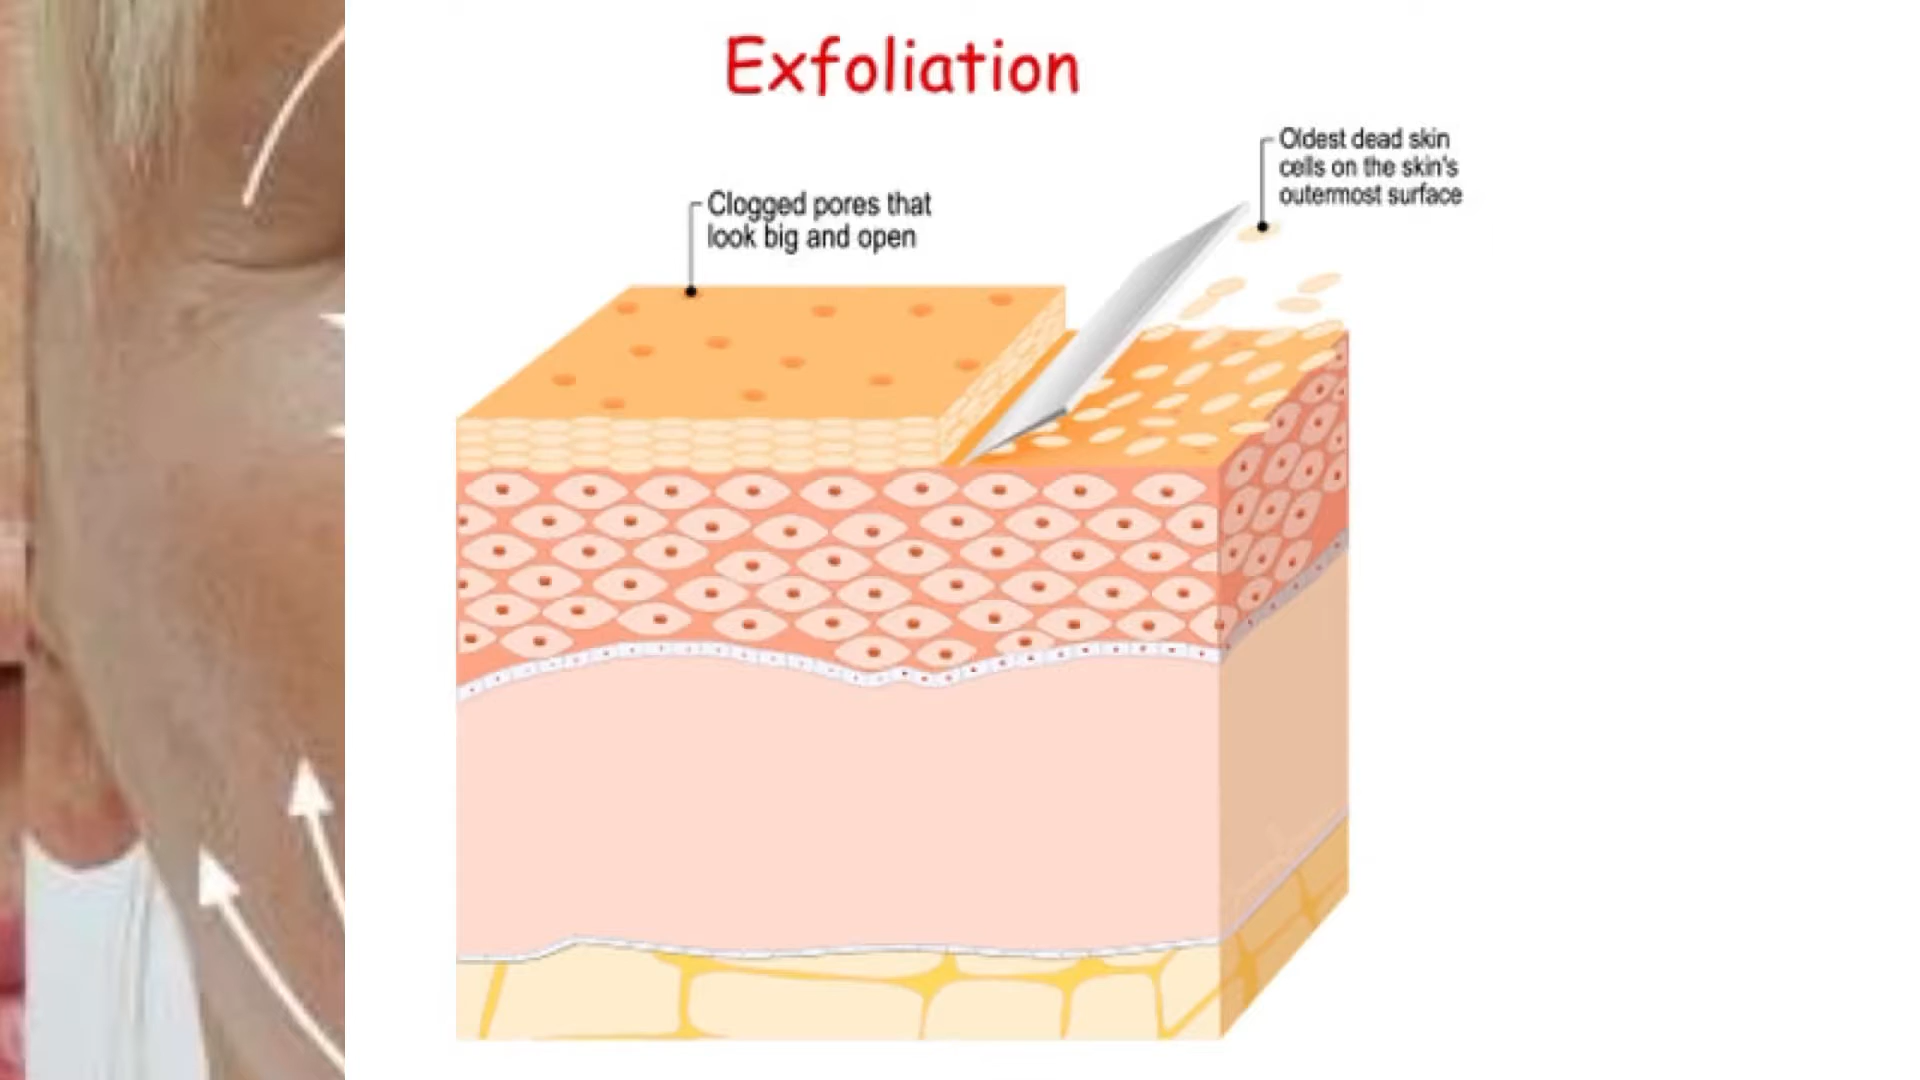 Exfoliation
Oldest dead skin
cells on the skin's
outermost surface
Clogged pores that
look big and open